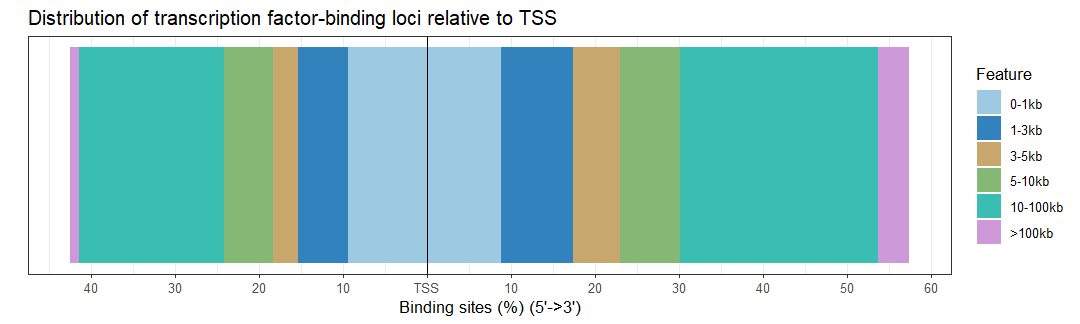 Distribution of transcription factor-binding loci relative to TSS
Feature
0-1kb
1-3kb
3-5kb
5-10kb
10-100kb
>100kb
40 30 20 10 TSS 10 20 30 40 50 60
Binding sites (%) (5'->3')